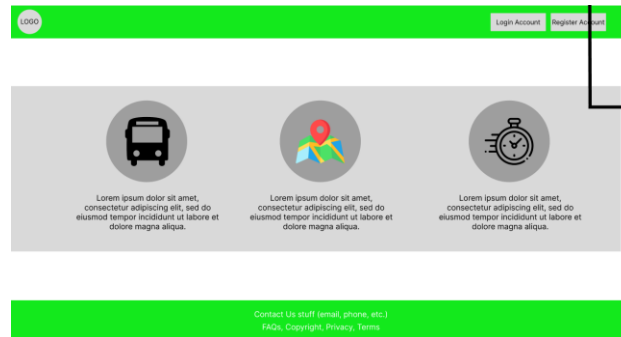 LOGO
Login Account
Register Account
Lorem ipsum dolor sit amet,
consectetur adipiscing elit, sed do
eiusmod tempor incididunt ut labore et
dolore magna aliqua.
Lorem ipsum dolor sit amet,
consectetur adipiscing elit, sed do
eiusmod tempor incididunt ut labore et
dolore magna aliqua.
Lorem ipsum dolor sit amet,
consectetur adipiscing elit, sed do
eiusmod tempor incididunt ut labore et
dolore magna aliqua.
Contact Us stuff (email, phone, etc.)
FAQs, Copyright, Privacy, Terms